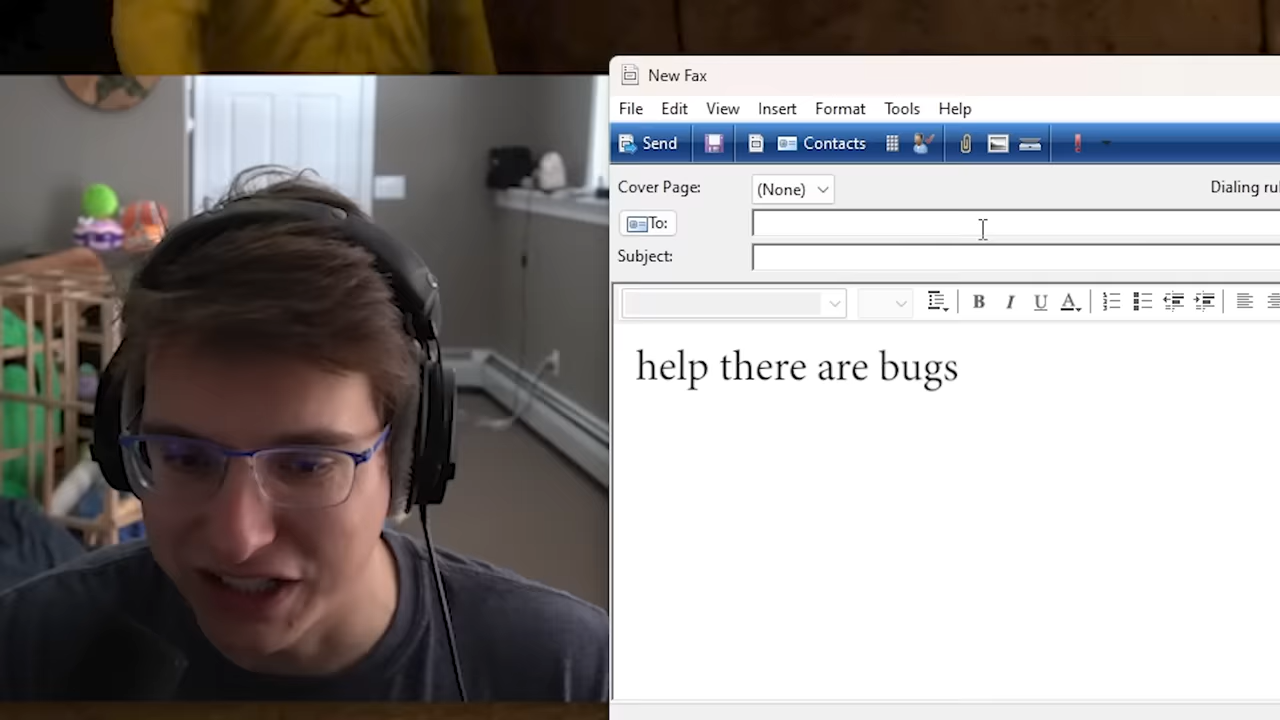 New Fax
File Edit View Insert Format Tools Help
Send Contacts
Cover Page: (None) Dialing rul
To:
Subject:
B I U A
help there are bugs